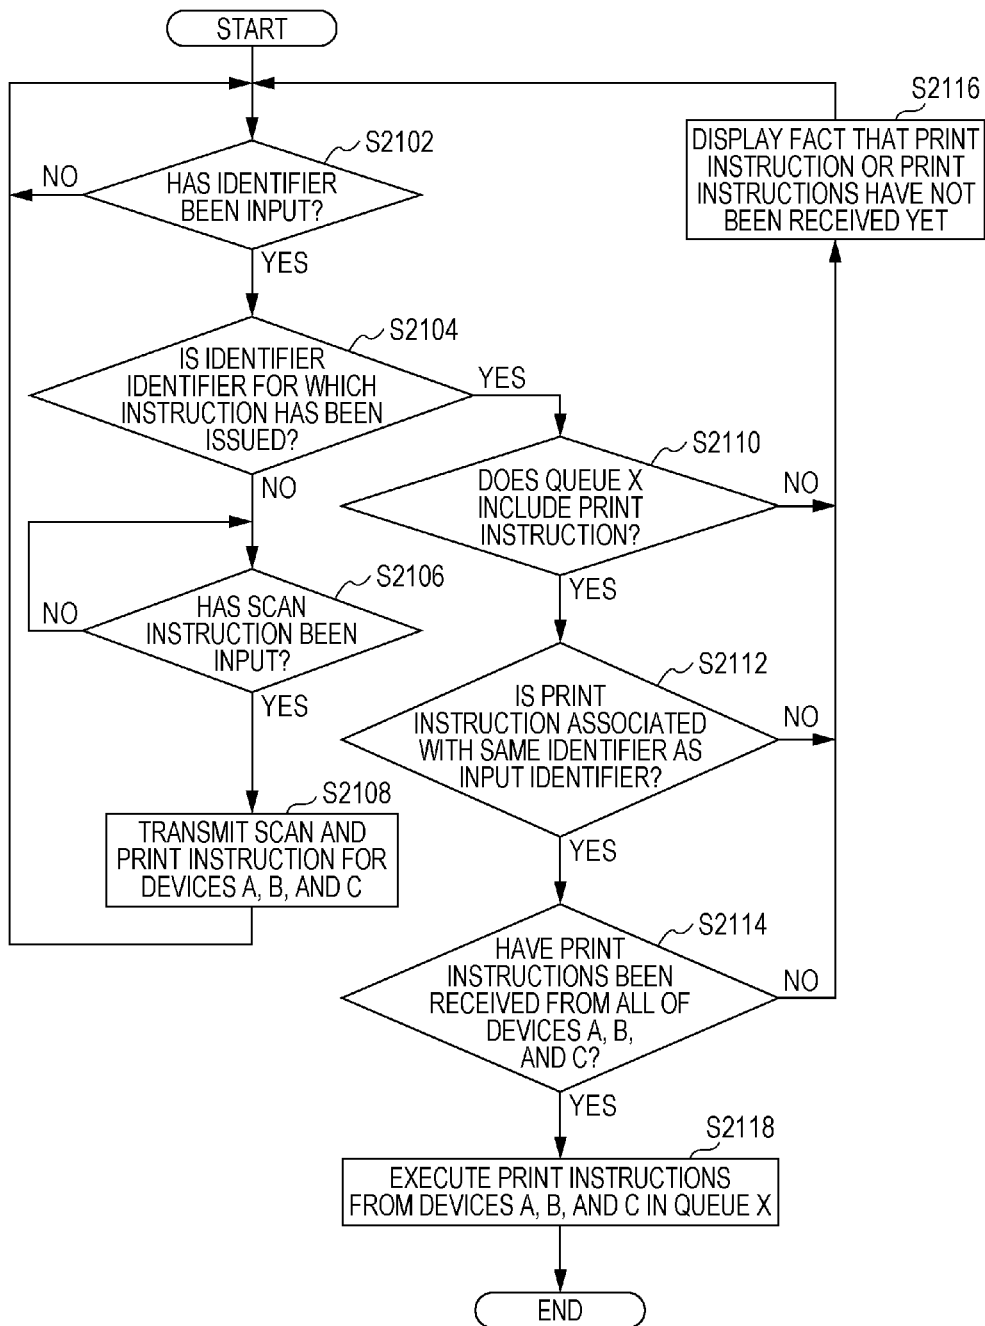 START
S2102
HAS IDENTIFIER
BEEN INPUT?
NO
YES
S2104
IS IDENTIFIER
IDENTIFIER FOR WHICH
INSTRUCTION HAS BEEN
ISSUED?
YES
NO
S2106
HAS SCAN
INSTRUCTION BEEN
INPUT?
NO
YES
S2108
TRANSMIT SCAN AND
PRINT INSTRUCTION FOR
DEVICES A, B, AND C
S2110
DOES QUEUE X
INCLUDE PRINT
INSTRUCTION?
NO
YES
S2112
IS PRINT
INSTRUCTION ASSOCIATED
WITH SAME IDENTIFIER AS
INPUT IDENTIFIER?
NO
YES
S2114
HAVE PRINT
INSTRUCTIONS BEEN
RECEIVED FROM ALL OF
DEVICES A, B,
AND C?
NO
YES
S2116
DISPLAY FACT THAT PRINT
INSTRUCTION OR PRINT
INSTRUCTIONS HAVE NOT
BEEN RECEIVED YET
S2118
EXECUTE PRINT INSTRUCTIONS
FROM DEVICES A, B, AND C IN QUEUE X
END